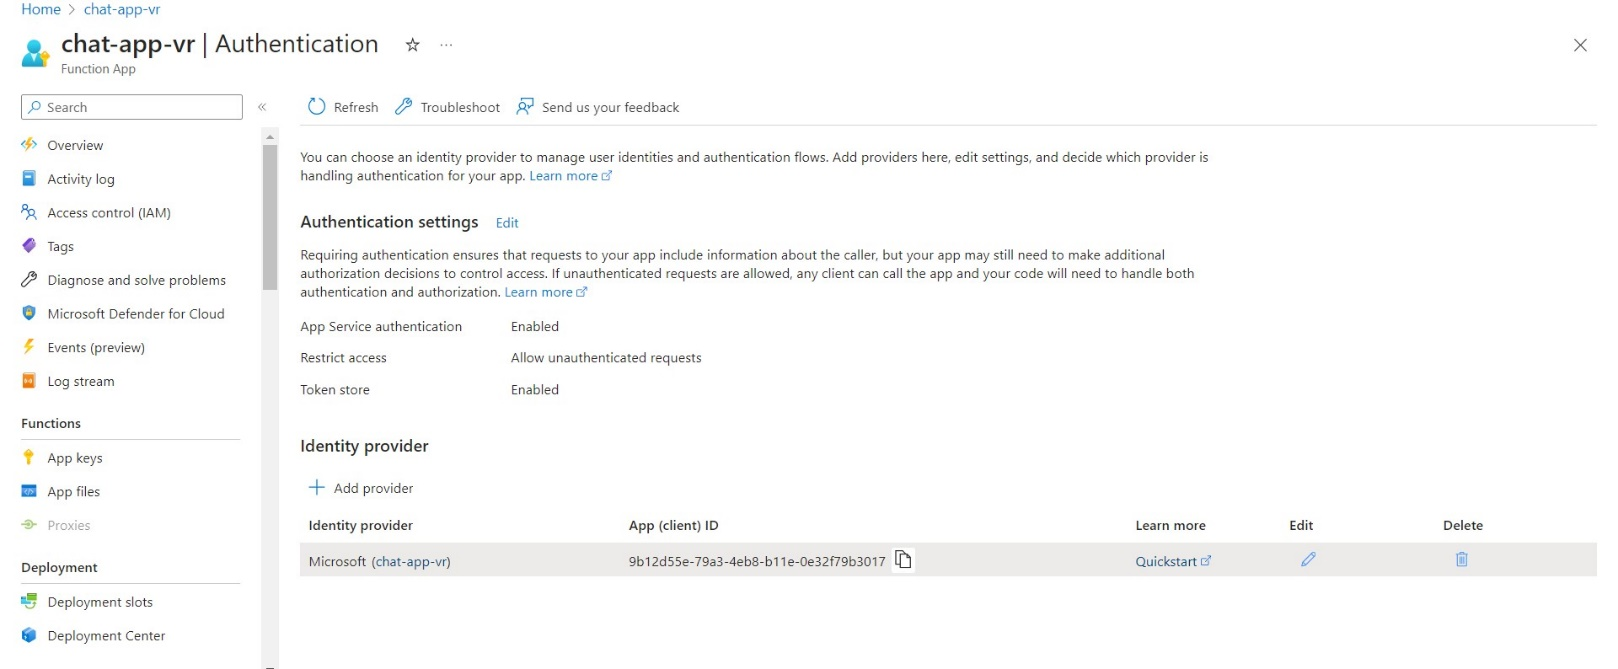 Home > chat-app-vr
chat-app-vr | Authentication
Function App
Search
Refresh Troubleshoot Send us your feedback
Overview
Activity log
Access control (IAM)
Tags
Diagnose and solve problems
Microsoft Defender for Cloud
Events (preview)
Log stream
Functions
App keys
App files
Proxies
Deployment
Deployment slots
Deployment Center
You can choose an identity provider to manage user identities and authentication flows. Add providers here, edit settings, and decide which provider is
handling authentication for your app. Learn more
Authentication settings Edit
Requiring authentication ensures that requests to your app include information about the caller, but your app may still need to make additional
authorization decisions to control access. If unauthenticated requests are allowed, any client can call the app and your code will need to handle both
authentication and authorization. Learn more
App Service authentication Enabled
Restrict access Allow unauthenticated requests
Token store Enabled
Identity provider
Add provider
Identity provider App (client) ID Learn more Edit Delete
Microsoft (chat-app-vr) 9b12d55e-79a3-4eb8-b11e-0e32f79b3017 Quickstart